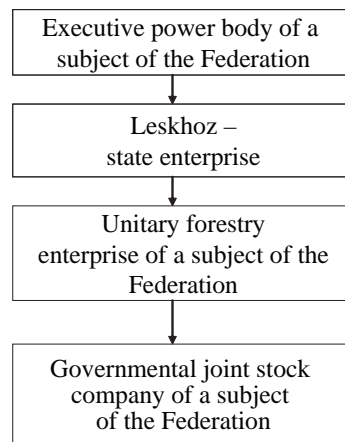 Executive power body of a
subject of the Federation
Leskhoz –
state enterprise
Unitary forestry
enterprise of a subject of the
Federation
Governmental joint stock
company of a subject
of the Federation